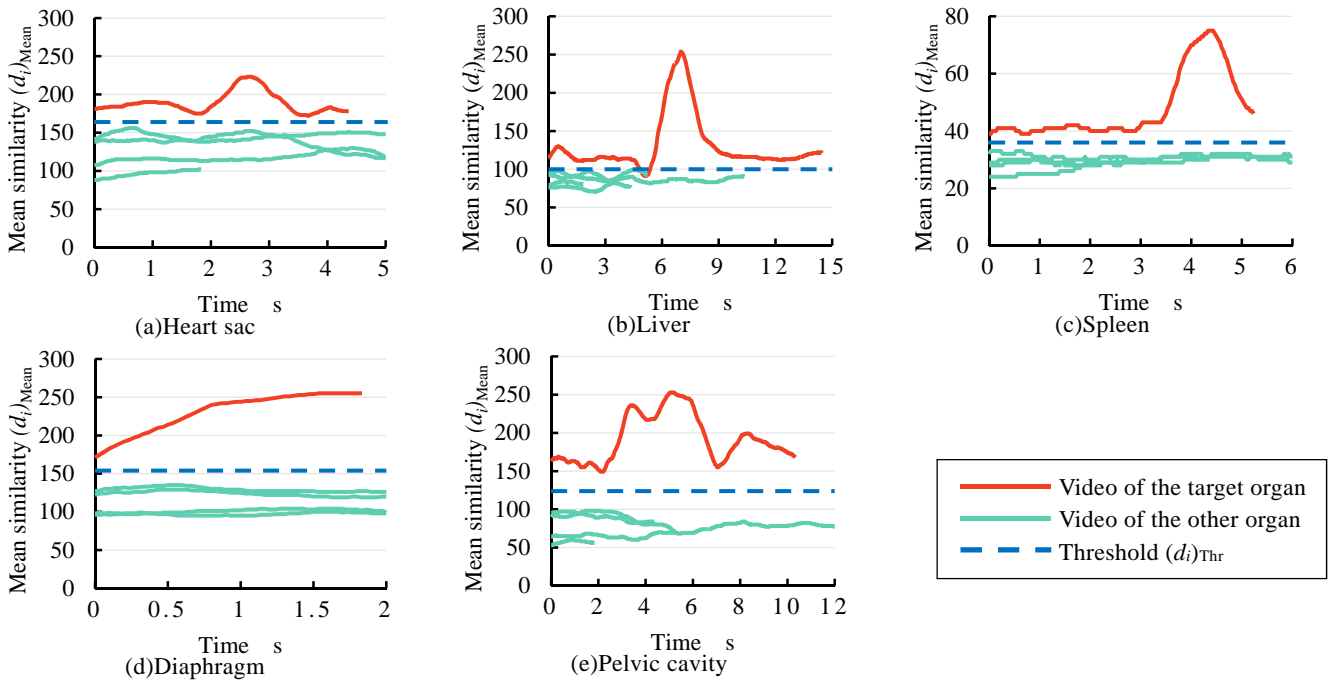 Mean similarity (dᵢ)Mean
300
250
200
150
100
50
0
0 1 2 3 4 5
Time s
(a)Heart sac
Mean similarity (dᵢ)Mean
300
250
200
150
100
50
0
0 3 6 9 12 15
Time s
(b)Liver
Mean similarity (dᵢ)Mean
80
60
40
20
0
0 1 2 3 4 5 6
Time s
(c)Spleen
Mean similarity (dᵢ)Mean
300
250
200
150
100
50
0
0 0.5 1 1.5 2
Time s
(d)Diaphragm
Mean similarity (dᵢ)Mean
300
250
200
150
100
50
0
0 2 4 6 8 10 12
Time s
(e)Pelvic cavity
Video of the target organ
Video of the other organ
Threshold (dᵢ)Thr